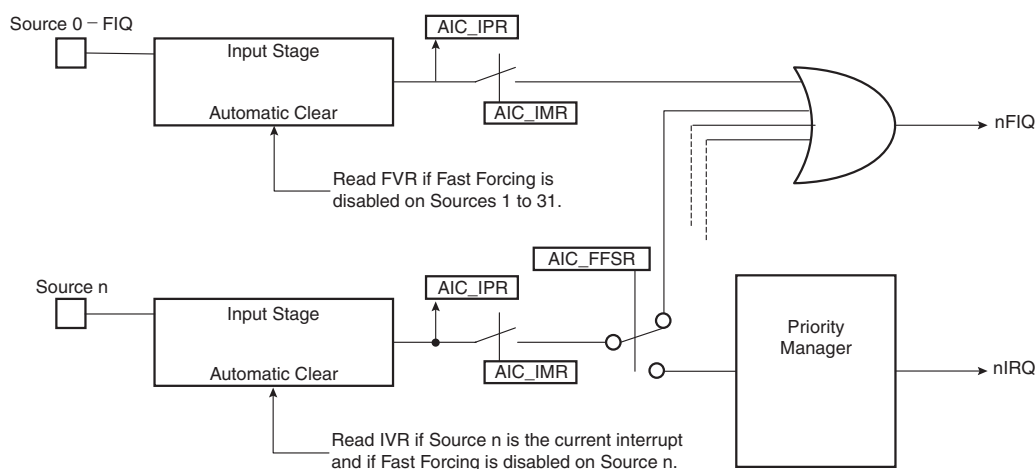 Source 0 – FIQ
AIC_IPR
Input Stage
Automatic Clear
AIC_IMR
nFIQ
Read FVR if Fast Forcing is
disabled on Sources 1 to 31.
AIC_FFSR
Source n
AIC_IPR
Input Stage
Priority
Manager
Automatic Clear
AIC_IMR
nIRQ
Read IVR if Source n is the current interrupt
and if Fast Forcing is disabled on Source n.